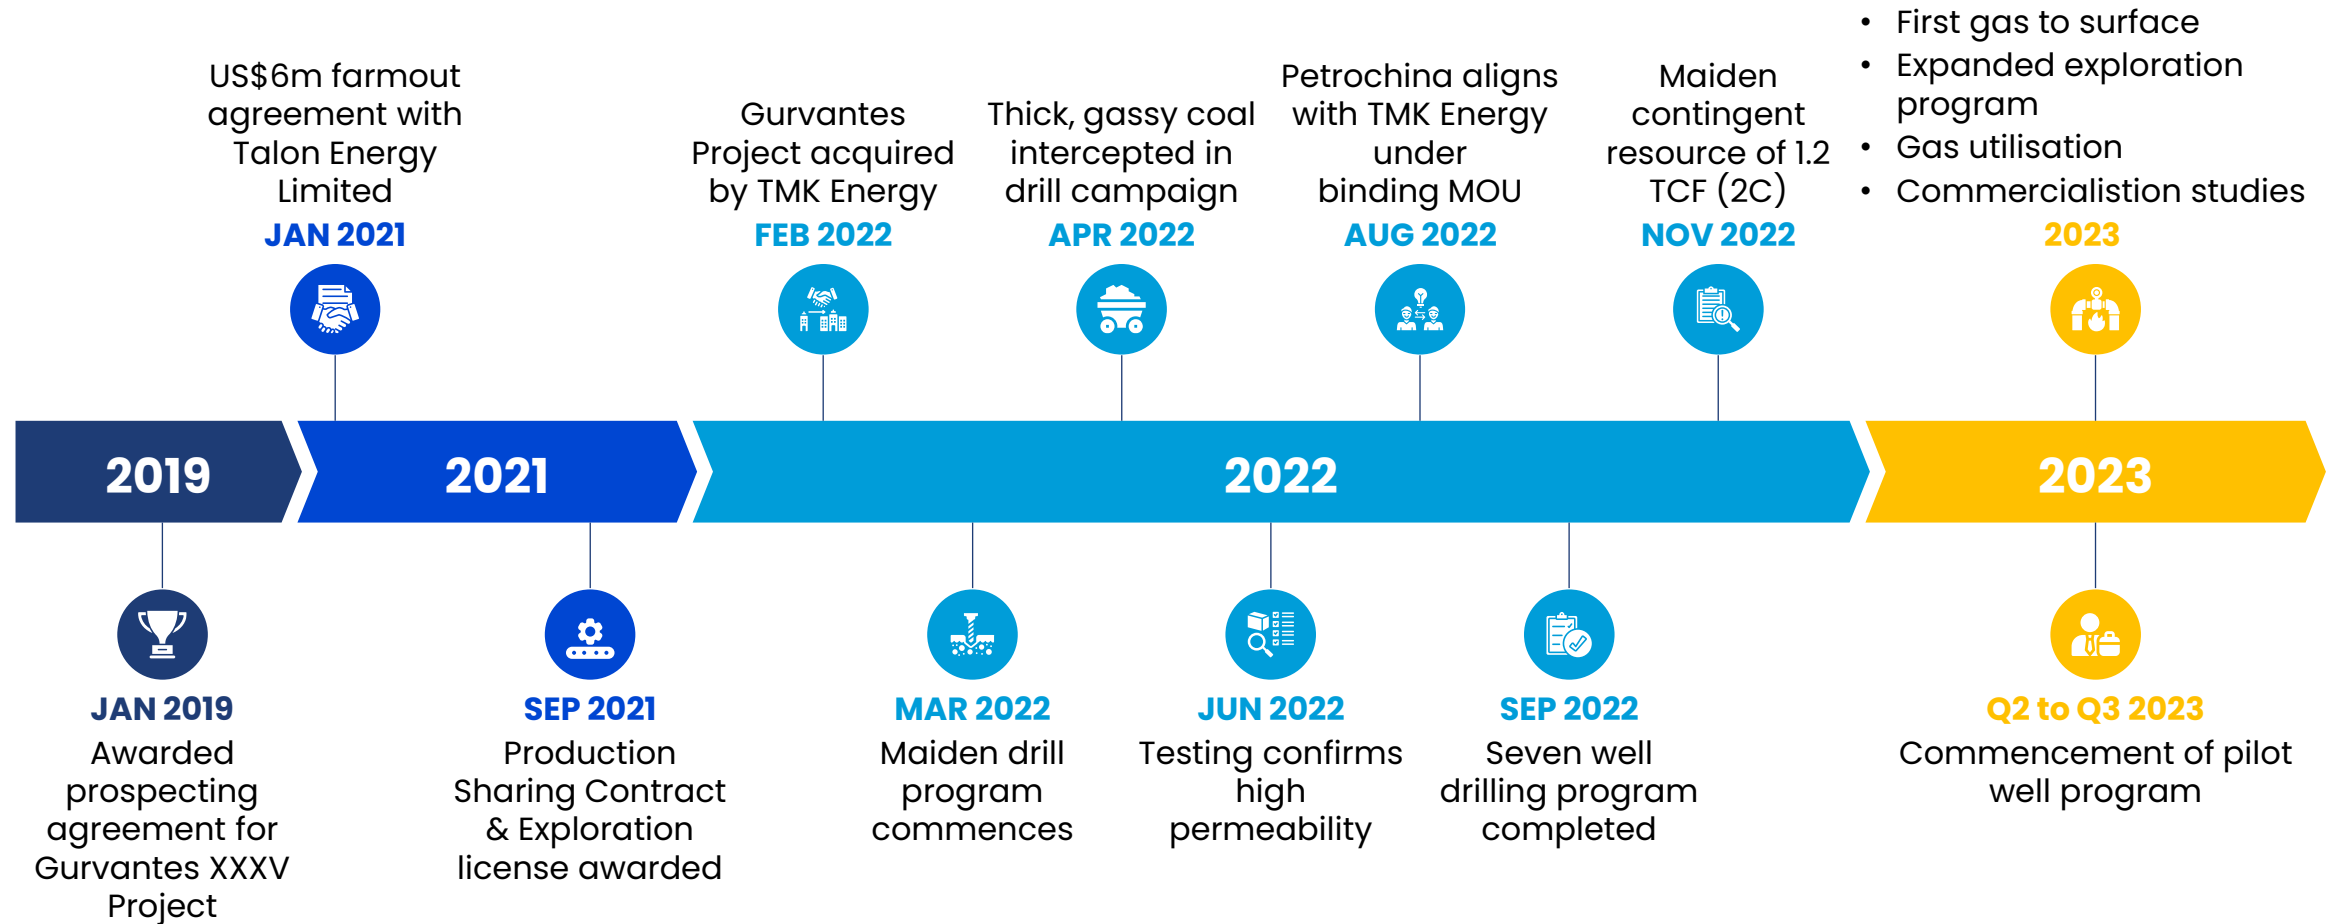 US$6m farmout
agreement with
Talon Energy
Limited
JAN 2021
Gurvantes
Project acquired
by TMK Energy
FEB 2022
Thick, gassy coal
intercepted in
drill campaign
APR 2022
Petrochina aligns
with TMK Energy
under
binding MOU
AUG 2022
Maiden
contingent
resource of 1.2
TCF (2C)
NOV 2022
• First gas to surface
• Expanded exploration
program
• Gas utilisation
• Commercialistion studies
2023
2019
2021
2022
2023
JAN 2019
Awarded
prospecting
agreement for
Gurvantes XXXV
Project
SEP 2021
Production
Sharing Contract
& Exploration
license awarded
MAR 2022
Maiden drill
program
commences
JUN 2022
Testing confirms
high
permeability
SEP 2022
Seven well
drilling program
completed
Q2 to Q3 2023
Commencement of pilot
well program